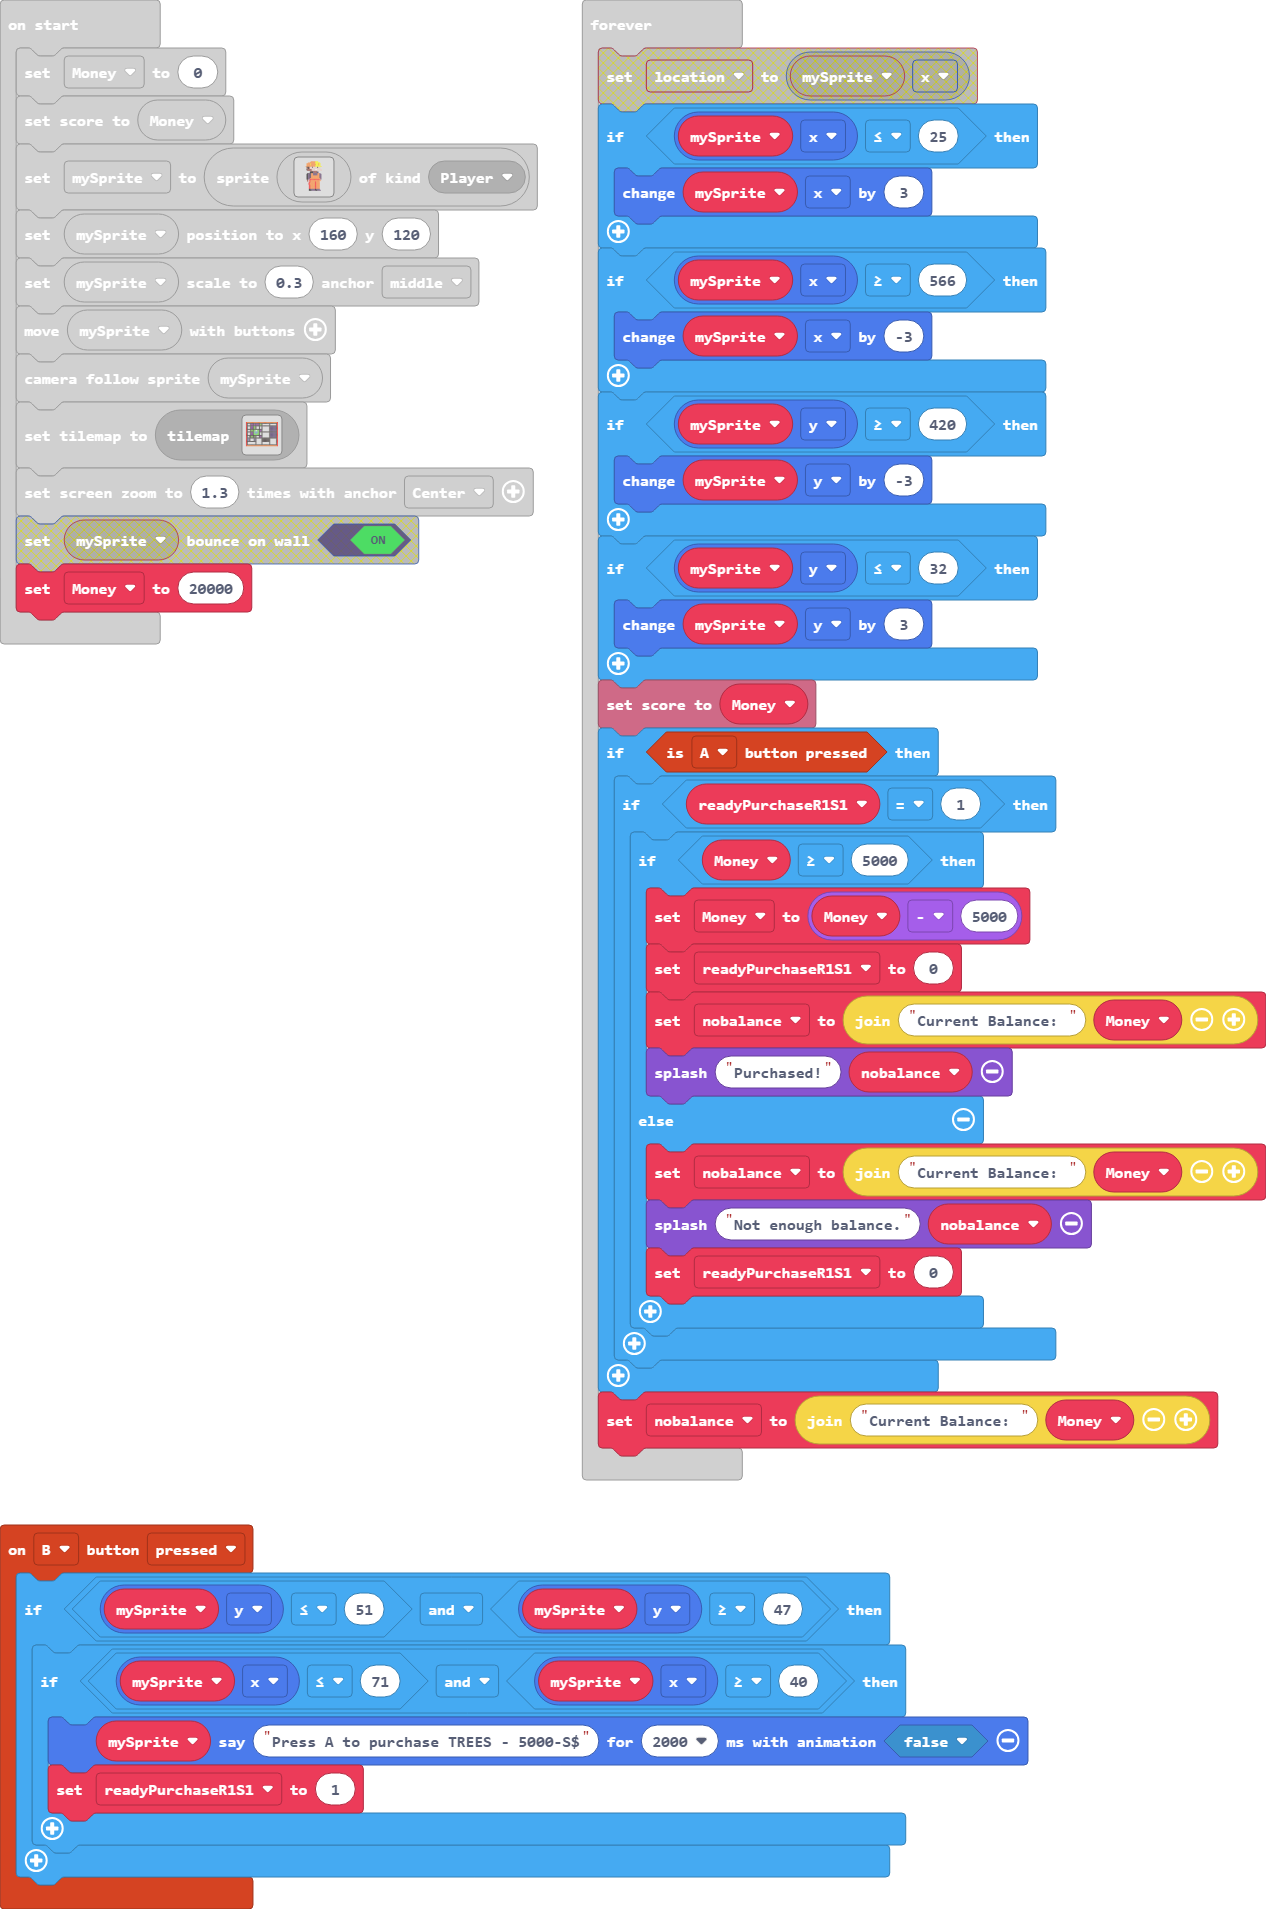 on start
set Money to 0
set score to Money
set mySprite to sprite of kind Player
set mySprite position to x 160 y 120
set mySprite scale to 0.3 anchor middle
move mySprite with buttons
camera follow sprite mySprite
set tilemap to tilemap
set screen zoom to 1.3 times with anchor Center
set mySprite bounce on wall ON
set Money to 20000
forever
set location to mySprite x
if mySprite x ≤ 25 then
change mySprite x by 3
if mySprite x ≥ 566 then
change mySprite x by -3
if mySprite y ≥ 420 then
change mySprite y by -3
if mySprite y ≤ 32 then
change mySprite y by 3
set score to Money
if is A button pressed then
if readyPurchaseR1S1 = 1 then
if Money ≥ 5000 then
set Money to Money - 5000
set readyPurchaseR1S1 to 0
set nobalance to join "Current Balance: " Money
splash "Purchased!" nobalance
else
set nobalance to join "Current Balance: " Money
splash "Not enough balance." nobalance
set readyPurchaseR1S1 to 0
set nobalance to join "Current Balance: " Money
on B button pressed
if mySprite y ≤ 51 and mySprite y ≥ 47 then
if mySprite x ≤ 71 and mySprite x ≥ 40 then
mySprite say "Press A to purchase TREES - 5000-S$" for 2000 ms with animation false
set readyPurchaseR1S1 to 1